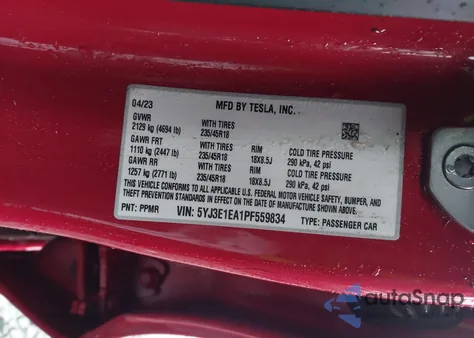 04/23 MFD BY TESLA, INC.
GVWR WITH TIRES
2129 kg (4694 lb) 235/45R18
GAWR FRT WITH TIRES RIM COLD TIRE PRESSURE
1110 kg (2447 lb) 235/45R18 18X8.5J 290 kPa, 42 psi
GAWR RR WITH TIRES RIM COLD TIRE PRESSURE
1257 kg (2771 lb) 235/45R18 18X8.5J 290 kPa, 42 psi
THIS VEHICLE CONFORMS TO ALL APPLICABLE U.S. FEDERAL MOTOR VEHICLE SAFETY, BUMPER, AND
THEFT PREVENTION STANDARDS IN EFFECT ON THE DATE OF MANUFACTURE SHOWN ABOVE.
PNT: PPMR VIN: 5YJ3E1EA1PF559834 TYPE: PASSENGER CAR
autoSnap